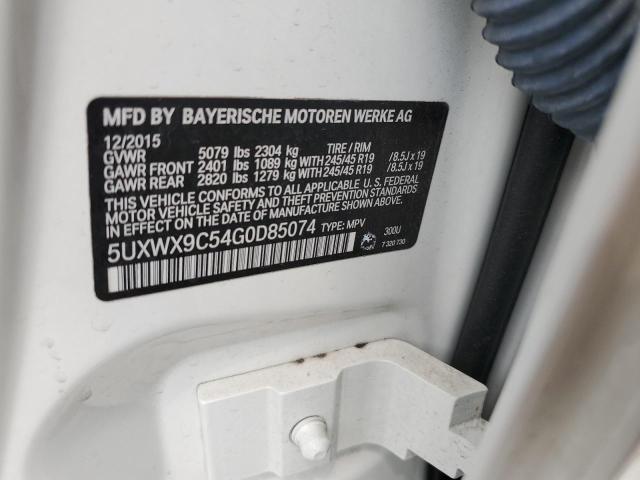 MFD BY BAYERISCHE MOTOREN WERKE AG
12/2015
GVWR 5079 lbs 2304 kg TIRE / RIM
GAWR FRONT 2401 lbs 1089 kg WITH 245/45 R19 /8.5J x 19
GAWR REAR 2820 lbs 1279 kg WITH 245/45 R19 /8.5J x 19
THIS VEHICLE CONFORMS TO ALL APPLICABLE U.S. FEDERAL
MOTOR VEHICLE SAFETY AND THEFT PREVENTION STANDARDS
IN EFFECT ON THE DATE OF MANUFACTURE SHOWN ABOVE.
5UXWX9C54G0D85074 TYPE: MPV
300U
7 320 730